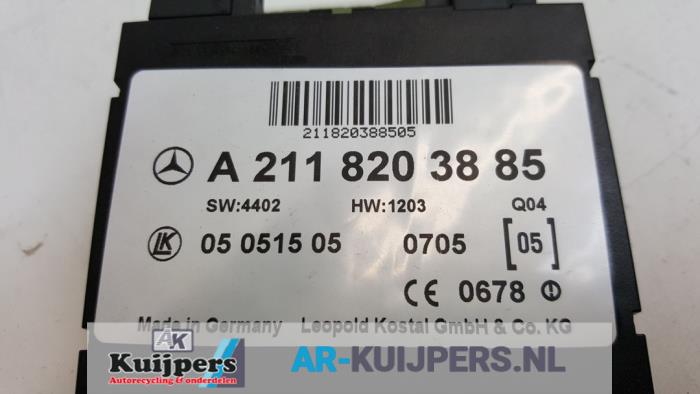 211820388505
A 211 820 38 85
SW:4402 HW:1203 Q04
LK 05 0515 05 0705 [05]
CE 0678
Made in Germany Leopold Kostal GmbH & Co. KG
AK
Kuijpers
Autorecycling & onderdelen
AR-KUIJPERS.NL